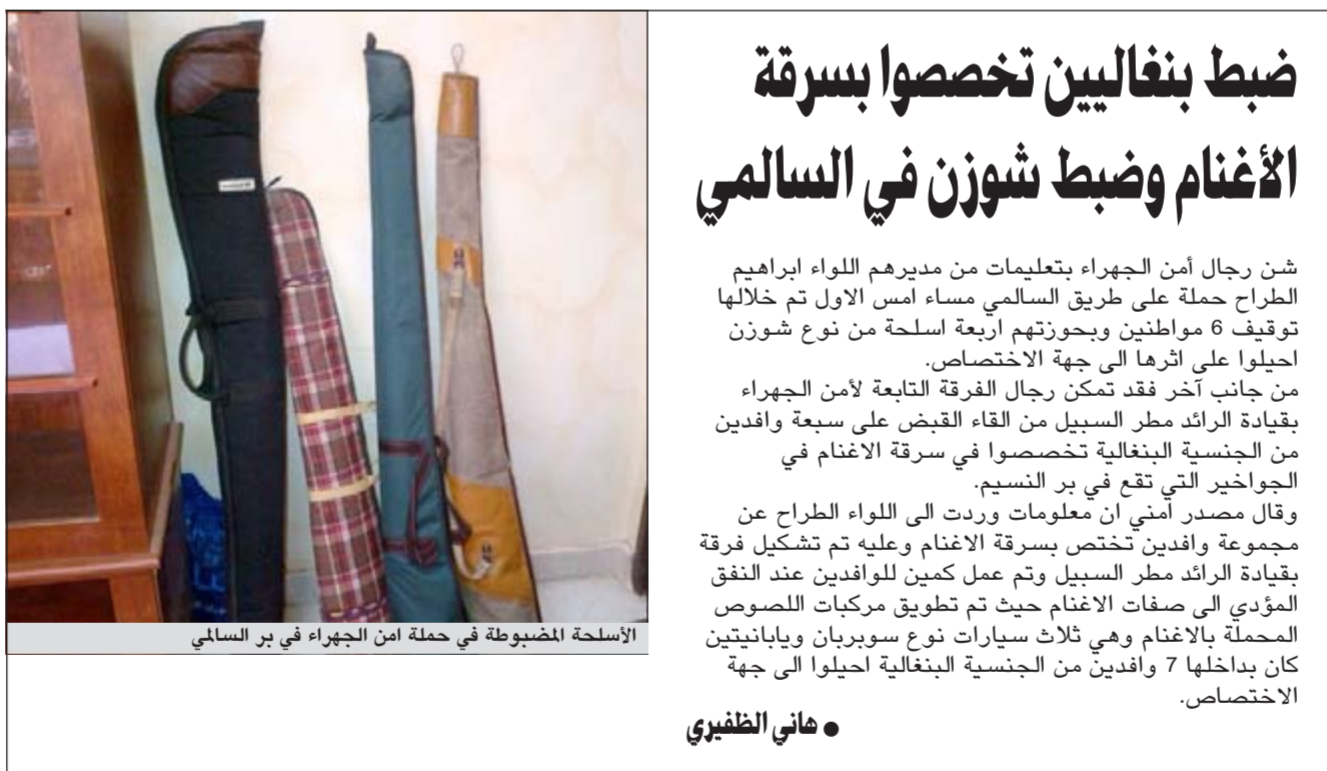 ضبط بنغاليين تخصصوا بسرقة
الأغنام وضبط شوزن في السالمي
شن رجال أمن الجهراء بتعليمات من مديرهم اللواء ابراهيم
الطراح حملة على طريق السالمي مساء امس الاول تم خلالها
توقيف 6 مواطنين وبحوزتهم اربعة اسلحة من نوع شوزن
احيلوا على اثرها الى جهة الاختصاص.
من جانب آخر فقد تمكن رجال الفرقة التابعة لأمن الجهراء
بقيادة الرائد مطر السبيل من القاء القبض على سبعة وافدين
من الجنسية البنغالية تخصصوا في سرقة الاغنام في
الجواخير التي تقع في بر النسيم.
وقال مصدر امني ان معلومات وردت الى اللواء الطراح عن
مجموعة وافدين تختص بسرقة الاغنام وعليه تم تشكيل فرقة
بقيادة الرائد مطر السبيل وتم عمل كمين للوافدين عند النفق
المؤدي الى صفات الاغنام حيث تم تطويق مركبات اللصوص
المحملة بالاغنام وهي ثلاث سيارات نوع سوبربان ويابانيتين
كان بداخلها 7 وافدين من الجنسية البنغالية احيلوا الى جهة
الاختصاص.
● هاني الظفيري
الأسلحة المضبوطة في حملة امن الجهراء في بر السالمي